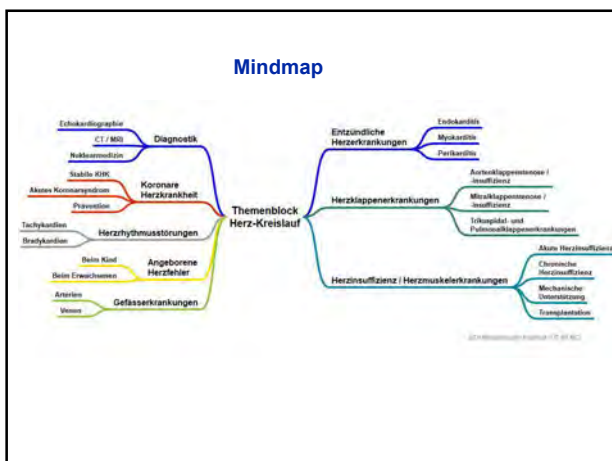 Mindmap
Echokardiographie
CT / MRI
Nuklearmedizin
Diagnostik
Stabile KHK
Akutes Koronarsyndrom
Prävention
Koronare
Herzkrankheit
Tachykardien
Bradykardien
Herzrhythmusstörungen
Beim Kind
Beim Erwachsenen
Angeborene
Herzfehler
Arterien
Venen
Gefässerkrankungen
Themenblock
Herz-Kreislauf
Entzündliche
Herzerkrankungen
Endokarditis
Myokarditis
Perikarditis
Herzklappenerkrankungen
Aortenklappenstenose /
-Insuffizienz
Mitralklappenstenose /
-Insuffizienz
Trikuspidal- und
Pulmonalklappenerkrankungen
Herzinsuffizienz / Herzmuskelerkrankungen
Akute Herzinsuffizienz
Chronische
Herzinsuffizienz
Mechanische
Unterstützung
Transplantation